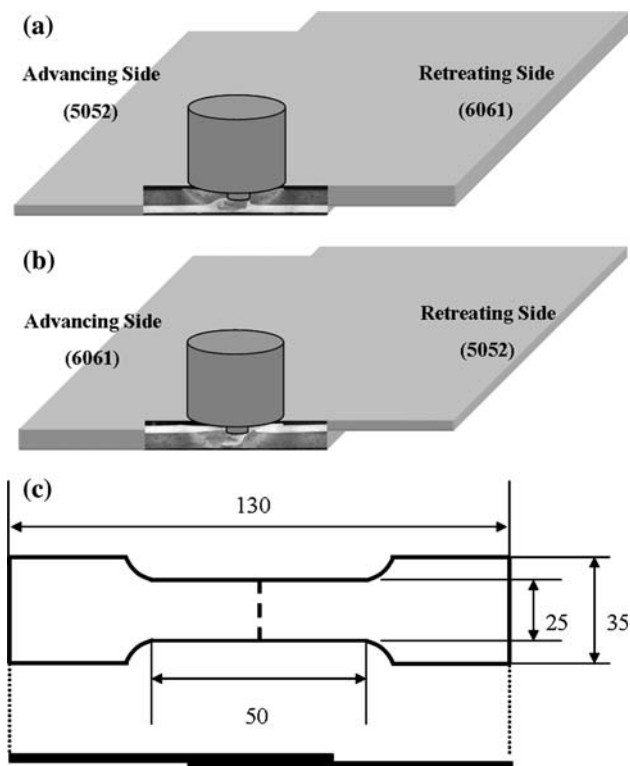 (a)
Advancing Side
(5052)
Retreating Side
(6061)
(b)
Advancing Side
(6061)
Retreating Side
(5052)
(c)
130
25
35
50